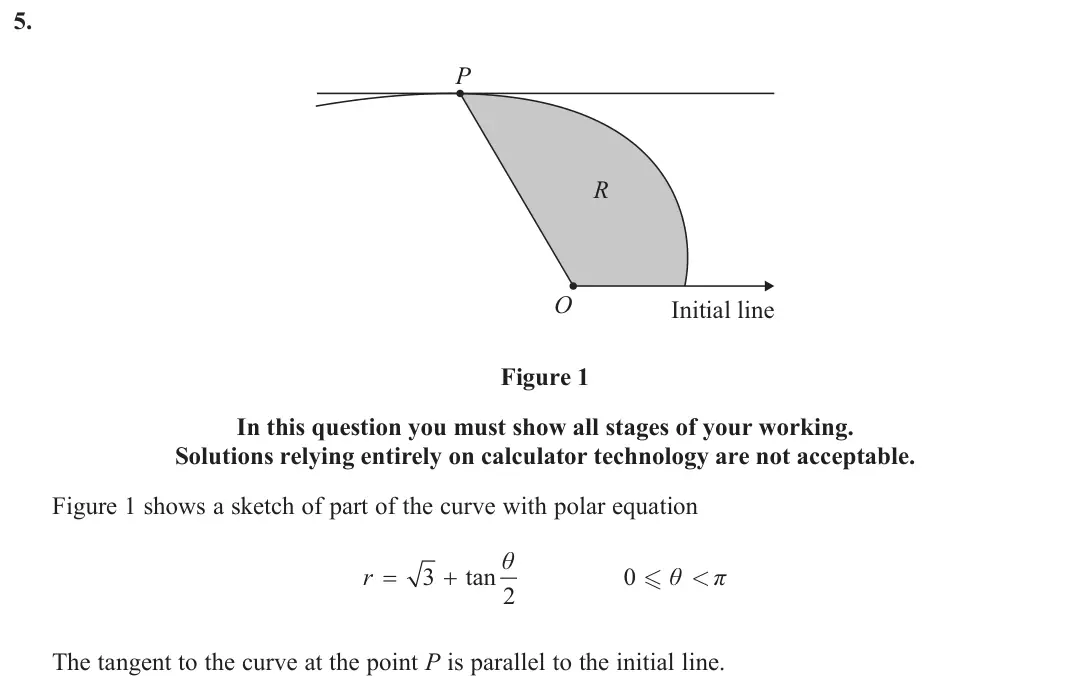 5.
P
R
O
Initial line
Figure 1
In this question you must show all stages of your working.
Solutions relying entirely on calculator technology are not acceptable.
Figure 1 shows a sketch of part of the curve with polar equation
r = √3 + tan θ/2 0 ⩽ θ < π
The tangent to the curve at the point P is parallel to the initial line.